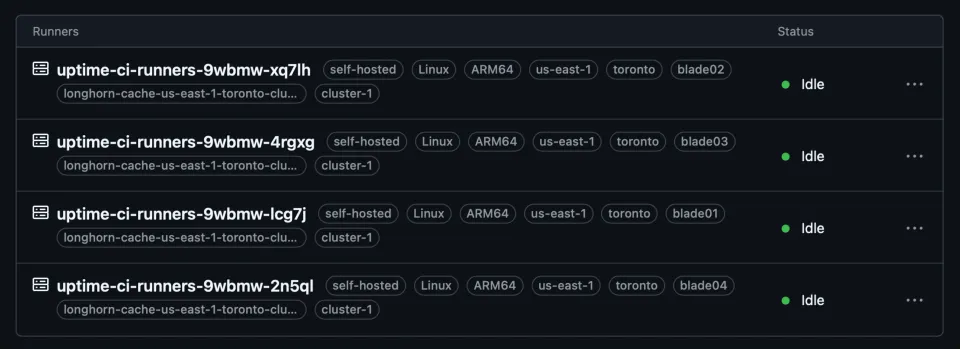 Runners Status
uptime-ci-runners-9wbmw-xq7lh self-hosted Linux ARM64 us-east-1 toronto blade02
longhorn-cache-us-east-1-toronto-clu... cluster-1
Idle
uptime-ci-runners-9wbmw-4rgxg self-hosted Linux ARM64 us-east-1 toronto blade03
longhorn-cache-us-east-1-toronto-clu... cluster-1
Idle
uptime-ci-runners-9wbmw-lcg7j self-hosted Linux ARM64 us-east-1 toronto blade01
longhorn-cache-us-east-1-toronto-clu... cluster-1
Idle
uptime-ci-runners-9wbmw-2n5ql self-hosted Linux ARM64 us-east-1 toronto blade04
longhorn-cache-us-east-1-toronto-clu... cluster-1
Idle